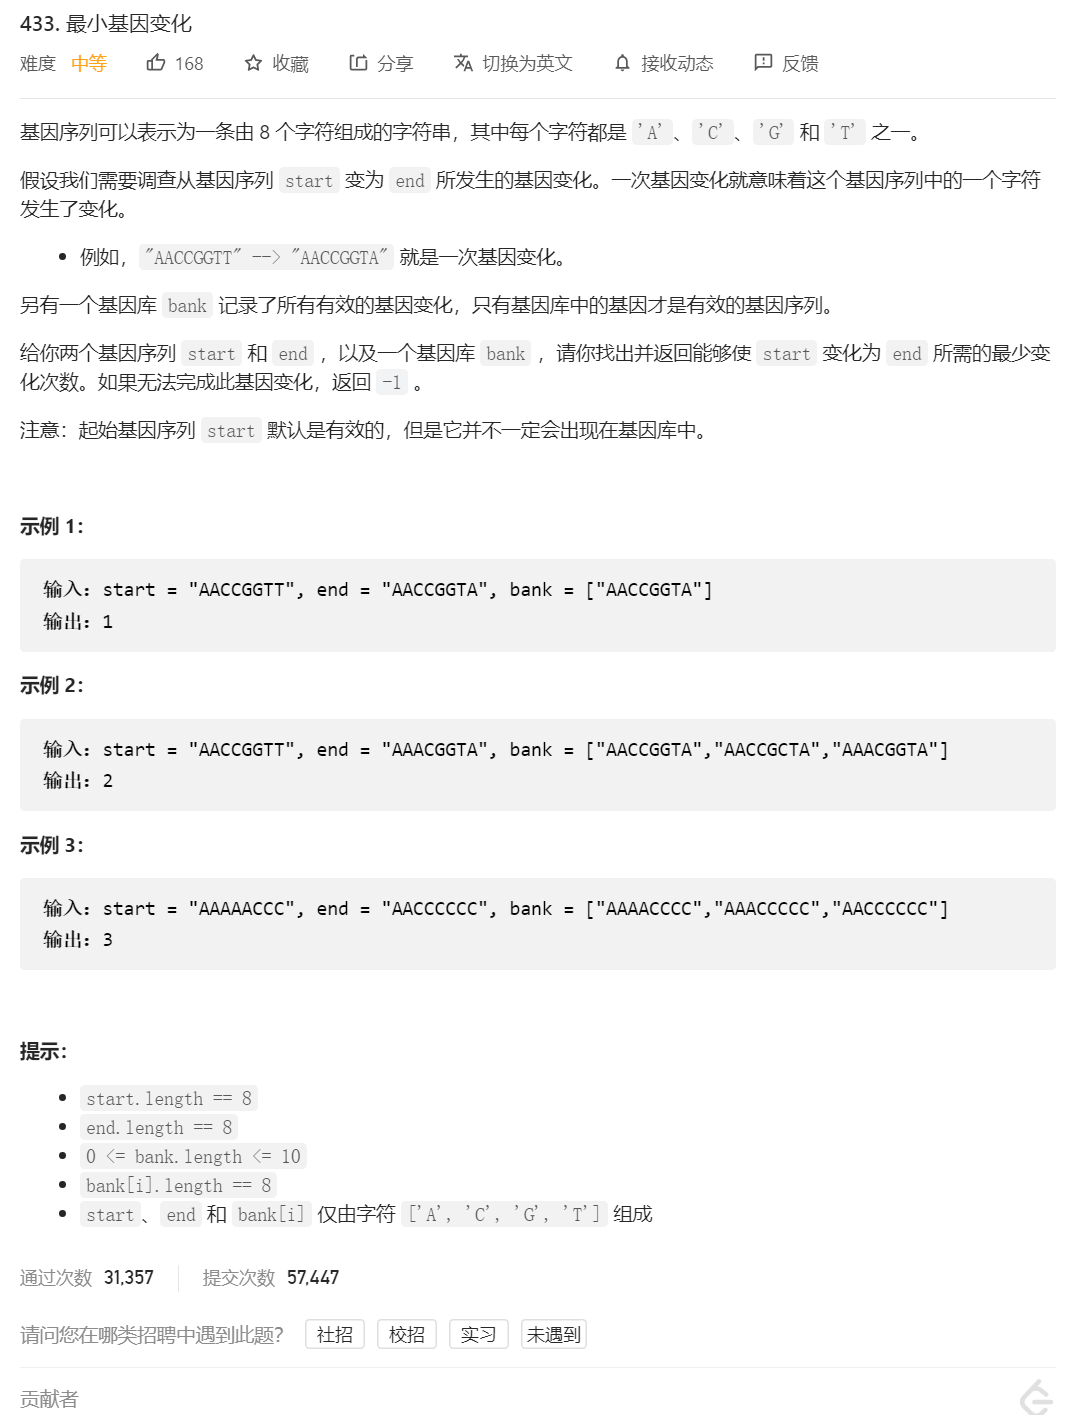 433. 最小基因变化
难度 中等 168 收藏 分享 切换为英文 接收动态 反馈
基因序列可以表示为一条由 8 个字符组成的字符串，其中每个字符都是 'A'、'C'、'G' 和 'T' 之一。
假设我们需要调查从基因序列 start 变为 end 所发生的基因变化。一次基因变化就意味着这个基因序列中的一个字符
发生了变化。
• 例如，"AACCGGTT" --> "AACCGGTA" 就是一次基因变化。
另有一个基因库 bank 记录了所有有效的基因变化，只有基因库中的基因才是有效的基因序列。
给你两个基因序列 start 和 end ，以及一个基因库 bank ，请你找出并返回能够使 start 变化为 end 所需的最少变
化次数。如果无法完成此基因变化，返回 -1 。
注意：起始基因序列 start 默认是有效的，但是它并不一定会出现在基因库中。
示例 1：
输入：start = "AACCGGTT", end = "AACCGGTA", bank = ["AACCGGTA"]
输出：1
示例 2：
输入：start = "AACCGGTT", end = "AAACGGTA", bank = ["AACCGGTA","AACCGCTA","AAACGGTA"]
输出：2
示例 3：
输入：start = "AAAAACCC", end = "AACCCCCC", bank = ["AAAACCCC","AAACCCCC","AACCCCCC"]
输出：3
提示：
• start.length == 8
• end.length == 8
• 0 <= bank.length <= 10
• bank[i].length == 8
• start、end 和 bank[i] 仅由字符 ['A', 'C', 'G', 'T'] 组成
通过次数 31,357 提交次数 57,447
请问您在哪类招聘中遇到此题？ 社招 校招 实习 未遇到
贡献者